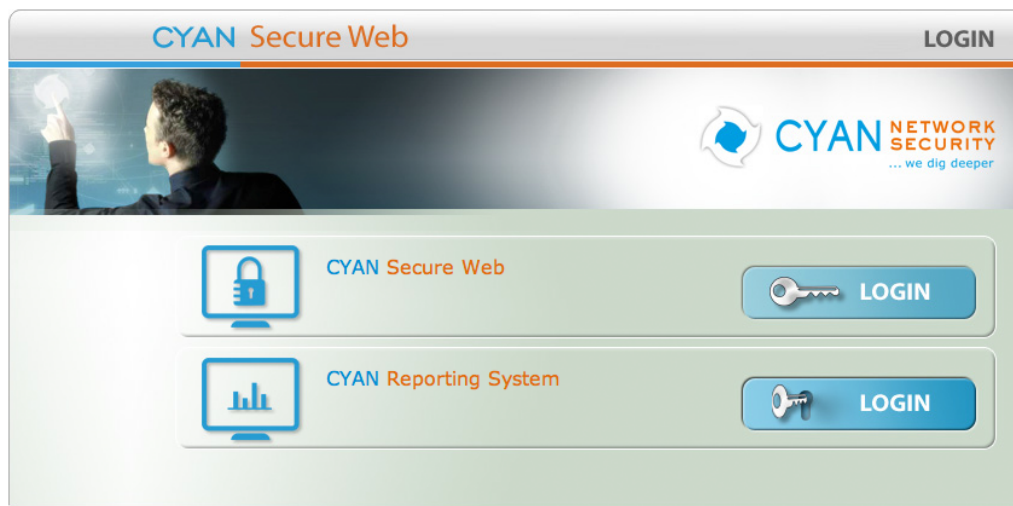 CYAN Secure Web
LOGIN
CYAN NETWORK SECURITY
... we dig deeper
CYAN Secure Web
LOGIN
CYAN Reporting System
LOGIN